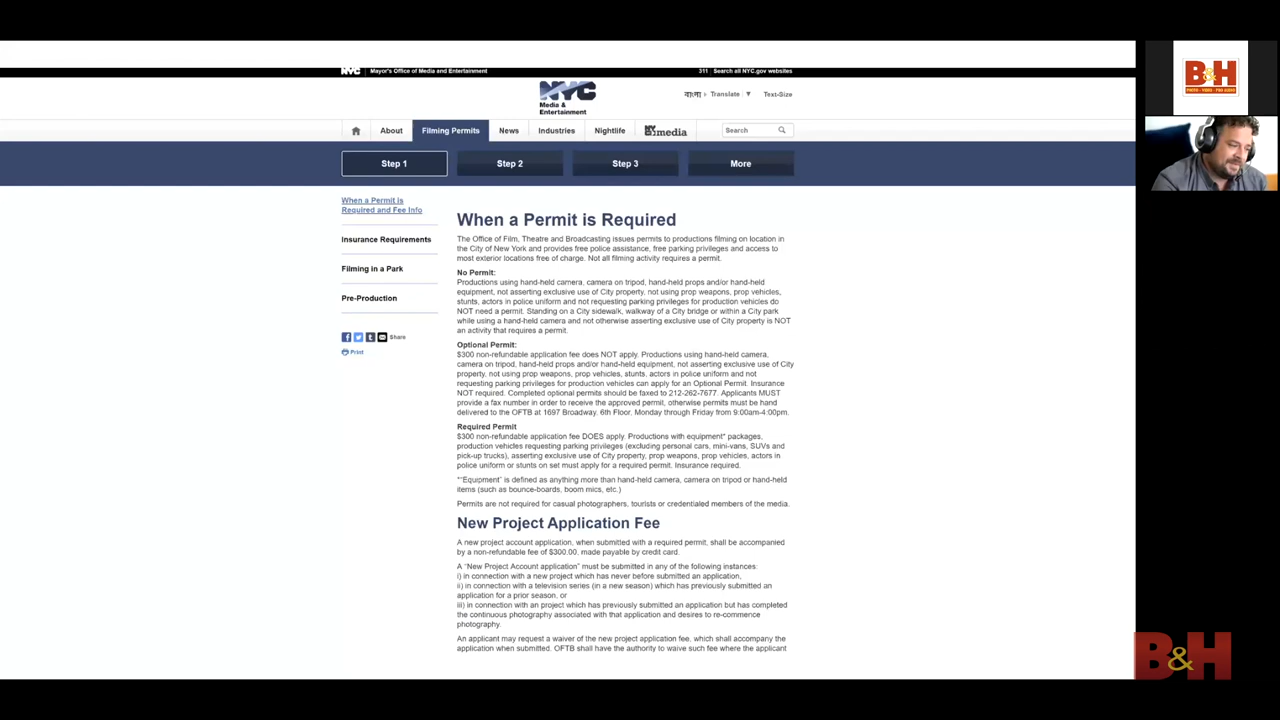 NYC Mayor's Office of Media and Entertainment
311 Search all NYC.gov websites
NYC
Media &
Entertainment
বাংলা Translate ▼ Text-Size
About Filming Permits News Industries Nightlife NYC media Search
Step 1 Step 2 Step 3 More
When a Permit is
Required and Fee Info
Insurance Requirements
Filming in a Park
Pre-Production
Share
Print
When a Permit is Required
The Office of Film, Theatre and Broadcasting issues permits to productions filming on location in
the City of New York and provides free police assistance, free parking privileges and access to
most exterior locations free of charge. Not all filming activity requires a permit.
No Permit:
Productions using hand-held camera, camera on tripod, hand-held props and/or hand-held
equipment, not asserting exclusive use of City property, not using prop weapons, prop vehicles,
stunts, actors in police uniform and not requesting parking privileges for production vehicles do
NOT need a permit. Standing on a City sidewalk, walkway of a City bridge or within a City park
while using a hand-held camera and not otherwise asserting exclusive use of City property is NOT
an activity that requires a permit.
Optional Permit:
$300 non-refundable application fee does NOT apply. Productions using hand-held camera,
camera on tripod, hand-held props and/or hand-held equipment, not asserting exclusive use of City
property, not using prop weapons, prop vehicles, stunts, actors in police uniform and not
requesting parking privileges for production vehicles can apply for an Optional Permit. Insurance
NOT required. Completed optional permits should be faxed to 212-262-7677. Applicants MUST
provide a fax number in order to receive the approved permit, otherwise permits must be hand
delivered to the OFTB at 1697 Broadway. 6th Floor. Monday through Friday from 9:00am-4:00pm.
Required Permit
$300 non-refundable application fee DOES apply. Productions with equipment* packages,
production vehicles requesting parking privileges (excluding personal cars, mini-vans, SUVs and
pick-up trucks), asserting exclusive use of City property, prop weapons, prop vehicles, actors in
police uniform or stunts on set must apply for a required permit. Insurance required.
*"Equipment" is defined as anything more than hand-held camera, camera on tripod or hand-held
items (such as bounce-boards, boom mics, etc.)
Permits are not required for casual photographers, tourists or credentialed members of the media.
New Project Application Fee
A new project account application, when submitted with a required permit, shall be accompanied
by a non-refundable fee of $300.00, made payable by credit card.
A "New Project Account application" must be submitted in any of the following instances:
i) in connection with a new project which has never before submitted an application,
ii) in connection with a television series (in a new season) which has previously submitted an
application for a prior season, or
iii) in connection with an project which has previously submitted an application but has completed
the continuous photography associated with that application and desires to re-commence
photography.
An applicant may request a waiver of the new project application fee. which shall accompany the
application when submitted. OFTB shall have the authority to waive such fee where the applicant
B&H
PHOTO • VIDEO • PRO AUDIO
B&H